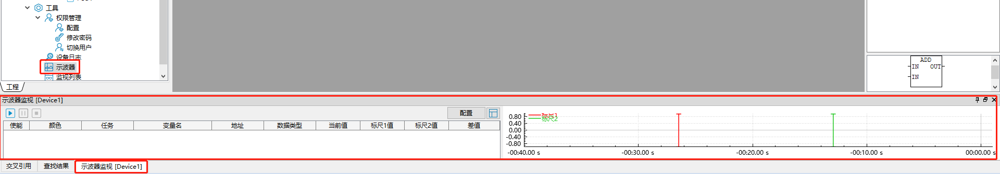 工具
权限管理
配置
修改密码
切换用户
设备日志
示波器
监视列表
工程
ADD
IN OUT
IN
示波器监视 [Device1]
配置
使能 颜色 任务 变量名 地址 数据类型 当前值 标尺1值 标尺2值 差值
标尺1
标尺2
0.80
0.40
0.00
-0.40
-0.80
-00:40.00 s -00:30.00 s -00:20.00 s -00:10.00 s 00:00.00 s
交叉引用 查找结果 示波器监视 [Device1]